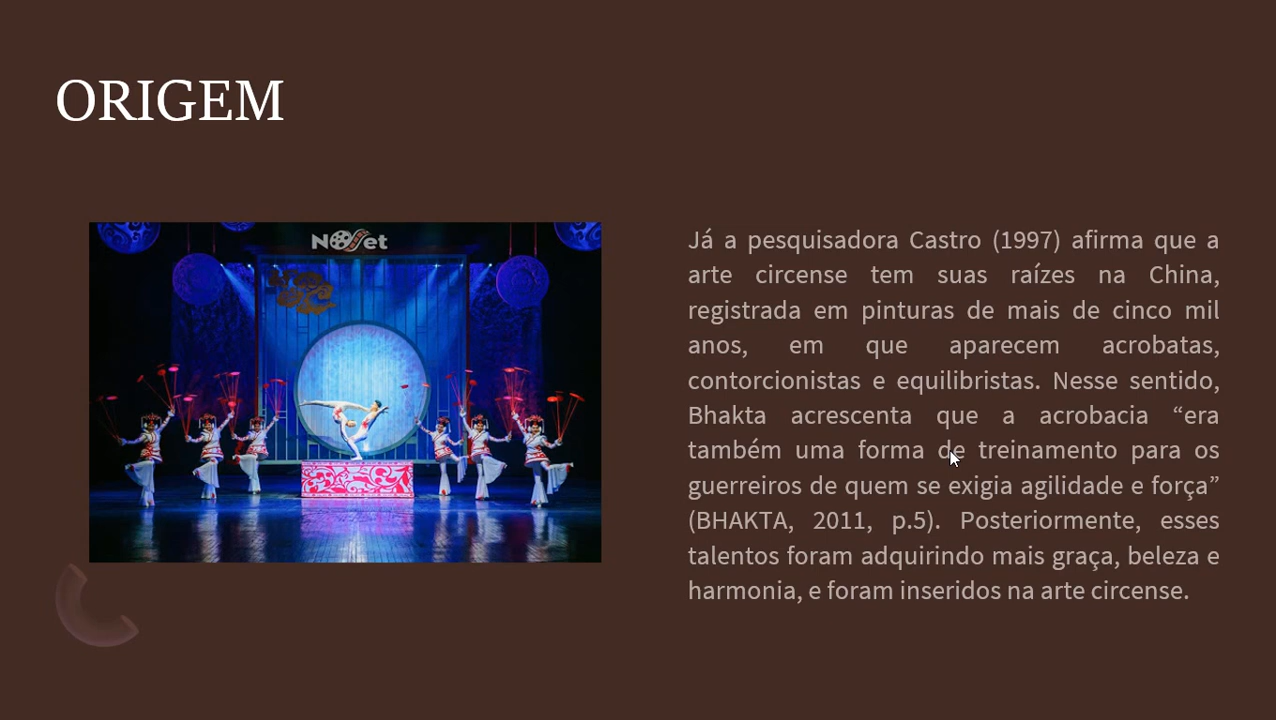 ORIGEM
Já a pesquisadora Castro (1997) afirma que a
arte circense tem suas raízes na China,
registrada em pinturas de mais de cinco mil
anos, em que aparecem acrobatas,
contorcionistas e equilibristas. Nesse sentido,
Bhakta acrescenta que a acrobacia “era
também uma forma de treinamento para os
guerreiros de quem se exigia agilidade e força”
(BHAKTA, 2011, p.5). Posteriormente, esses
talentos foram adquirindo mais graça, beleza e
harmonia, e foram inseridos na arte circense.